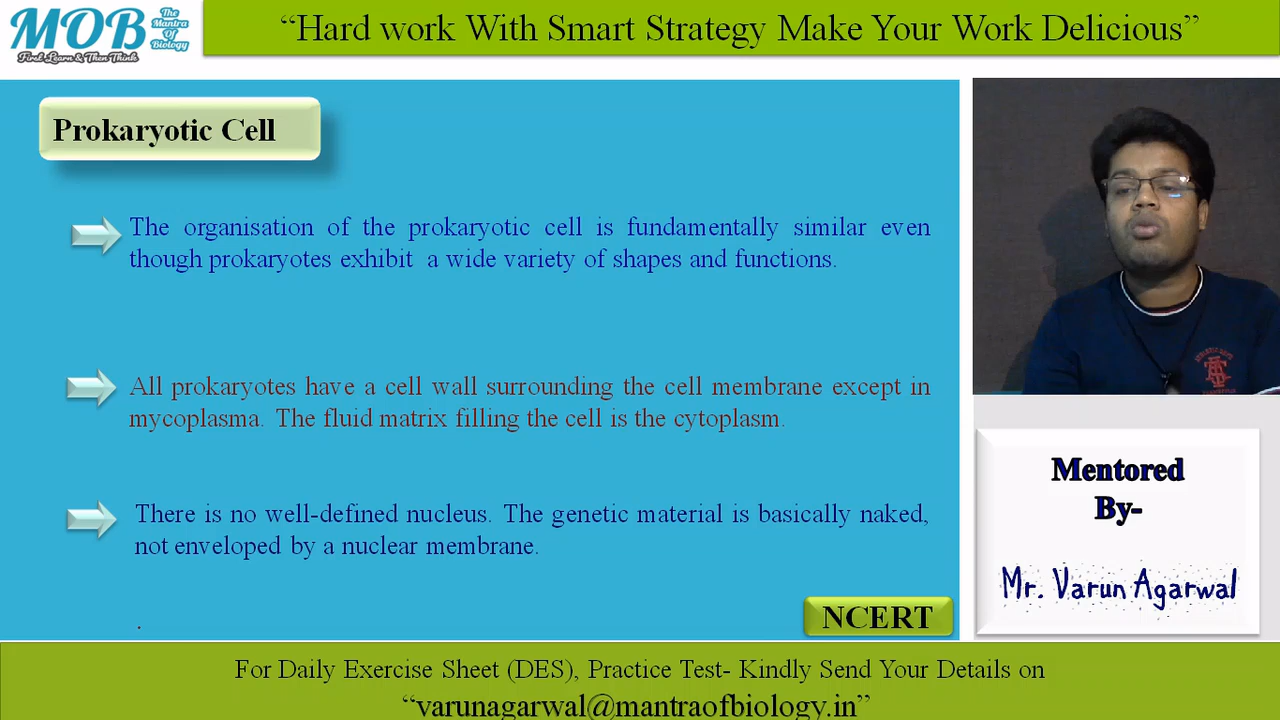 MOB
The
Mantra
Of
Biology
First Learn & Then Think
“Hard work With Smart Strategy Make Your Work Delicious”
Prokaryotic Cell
The organisation of the prokaryotic cell is fundamentally similar even
though prokaryotes exhibit a wide variety of shapes and functions.
All prokaryotes have a cell wall surrounding the cell membrane except in
mycoplasma. The fluid matrix filling the cell is the cytoplasm.
There is no well-defined nucleus. The genetic material is basically naked,
not enveloped by a nuclear membrane.
.
NCERT
Mentored
By-
Mr. Varun Agarwal
For Daily Exercise Sheet (DES), Practice Test- Kindly Send Your Details on
“varunagarwal@mantraofbiology.in”